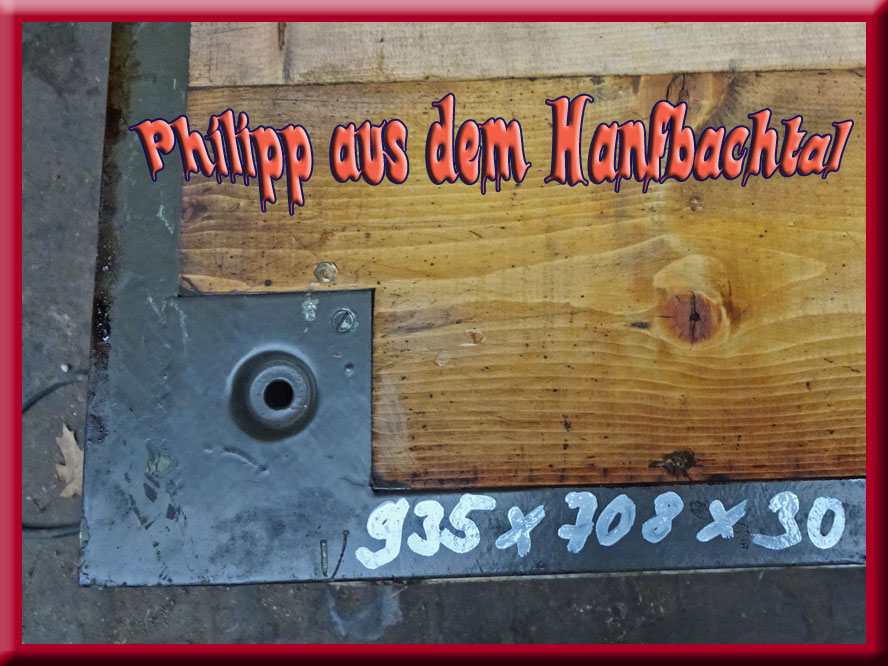 Philipp aus dem Hanfbachtal
935 x 708 x 30